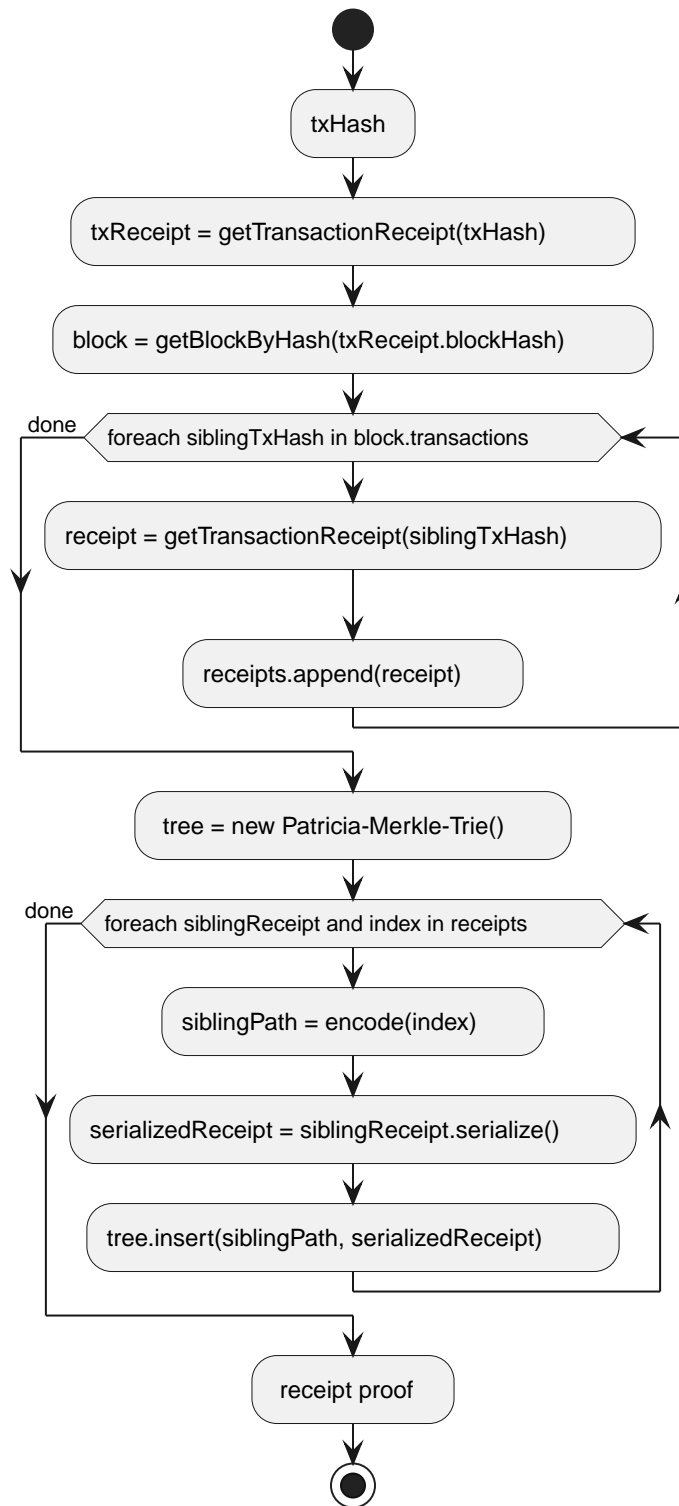 txHash
txReceipt = getTransactionReceipt(txHash)
block = getBlockByHash(txReceipt.blockHash)
done
foreach siblingTxHash in block.transactions
receipt = getTransactionReceipt(siblingTxHash)
receipts.append(receipt)
tree = new Patricia-Merkle-Trie()
done
foreach siblingReceipt and index in receipts
siblingPath = encode(index)
serializedReceipt = siblingReceipt.serialize()
tree.insert(siblingPath, serializedReceipt)
receipt proof